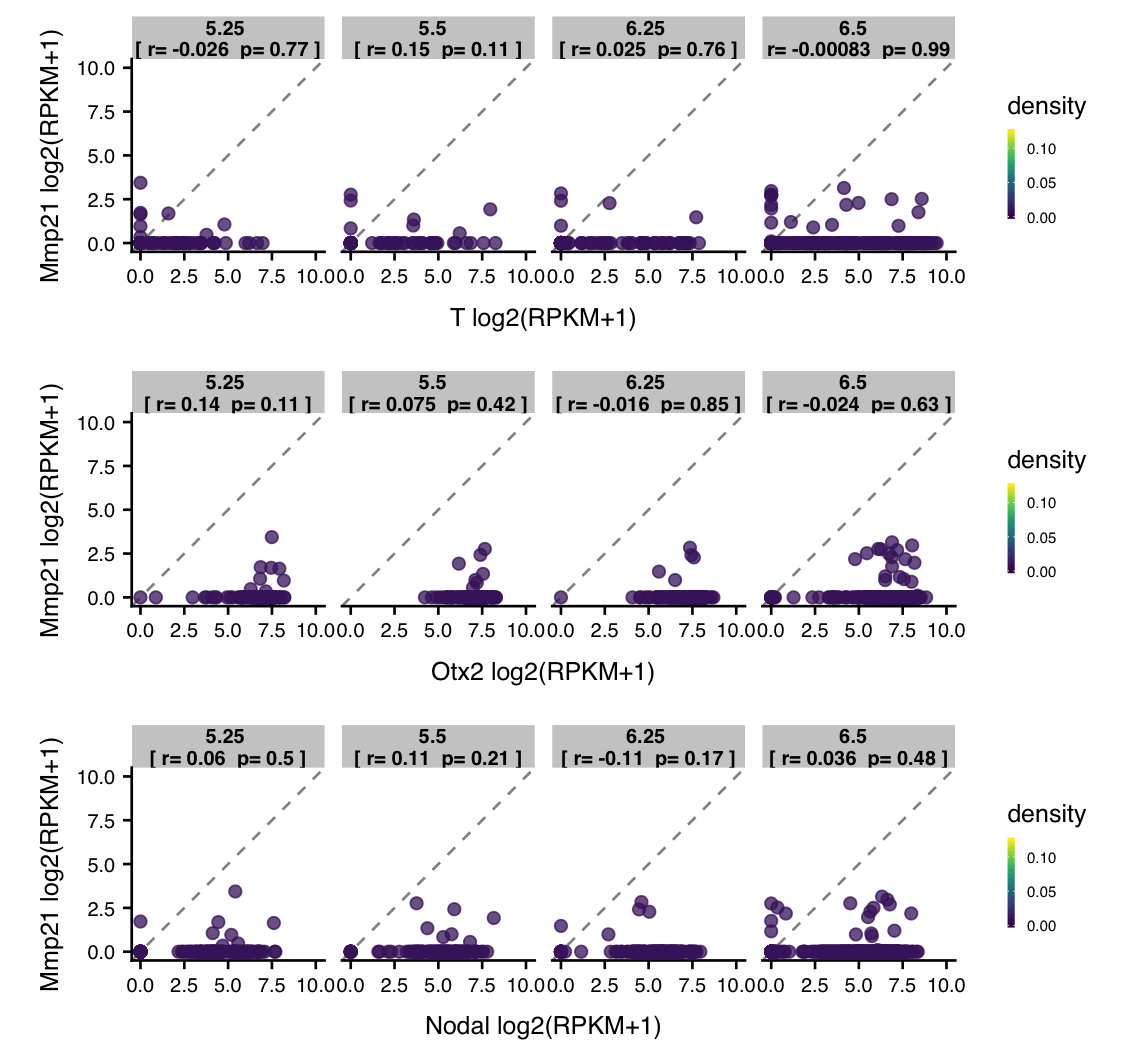 5.25 5.5 6.25 6.5
[ r= -0.026 p= 0.77 ] [ r= 0.15 p= 0.11 ] [ r= 0.025 p= 0.76 ] r= -0.00083 p= 0.99
Mmp21 log2(RPKM+1)
10.0
7.5
5.0
2.5
0.0
0.0 2.5 5.0 7.5 10.0 0.0 2.5 5.0 7.5 10.0 0.0 2.5 5.0 7.5 10.0 0.0 2.5 5.0 7.5 10.0
T log2(RPKM+1)
density
0.10
0.05
0.00
5.25 5.5 6.25 6.5
[ r= 0.14 p= 0.11 ] [ r= 0.075 p= 0.42 ] [ r= -0.016 p= 0.85 ] [ r= -0.024 p= 0.63 ]
Mmp21 log2(RPKM+1)
10.0
7.5
5.0
2.5
0.0
0.0 2.5 5.0 7.5 10.0 0.0 2.5 5.0 7.5 10.0 0.0 2.5 5.0 7.5 10.0 0.0 2.5 5.0 7.5 10.0
Otx2 log2(RPKM+1)
density
0.10
0.05
0.00
5.25 5.5 6.25 6.5
[ r= 0.06 p= 0.5 ] [ r= 0.11 p= 0.21 ] [ r= -0.11 p= 0.17 ] [ r= 0.036 p= 0.48 ]
Mmp21 log2(RPKM+1)
10.0
7.5
5.0
2.5
0.0
0.0 2.5 5.0 7.5 10.0 0.0 2.5 5.0 7.5 10.0 0.0 2.5 5.0 7.5 10.0 0.0 2.5 5.0 7.5 10.0
Nodal log2(RPKM+1)
density
0.10
0.05
0.00